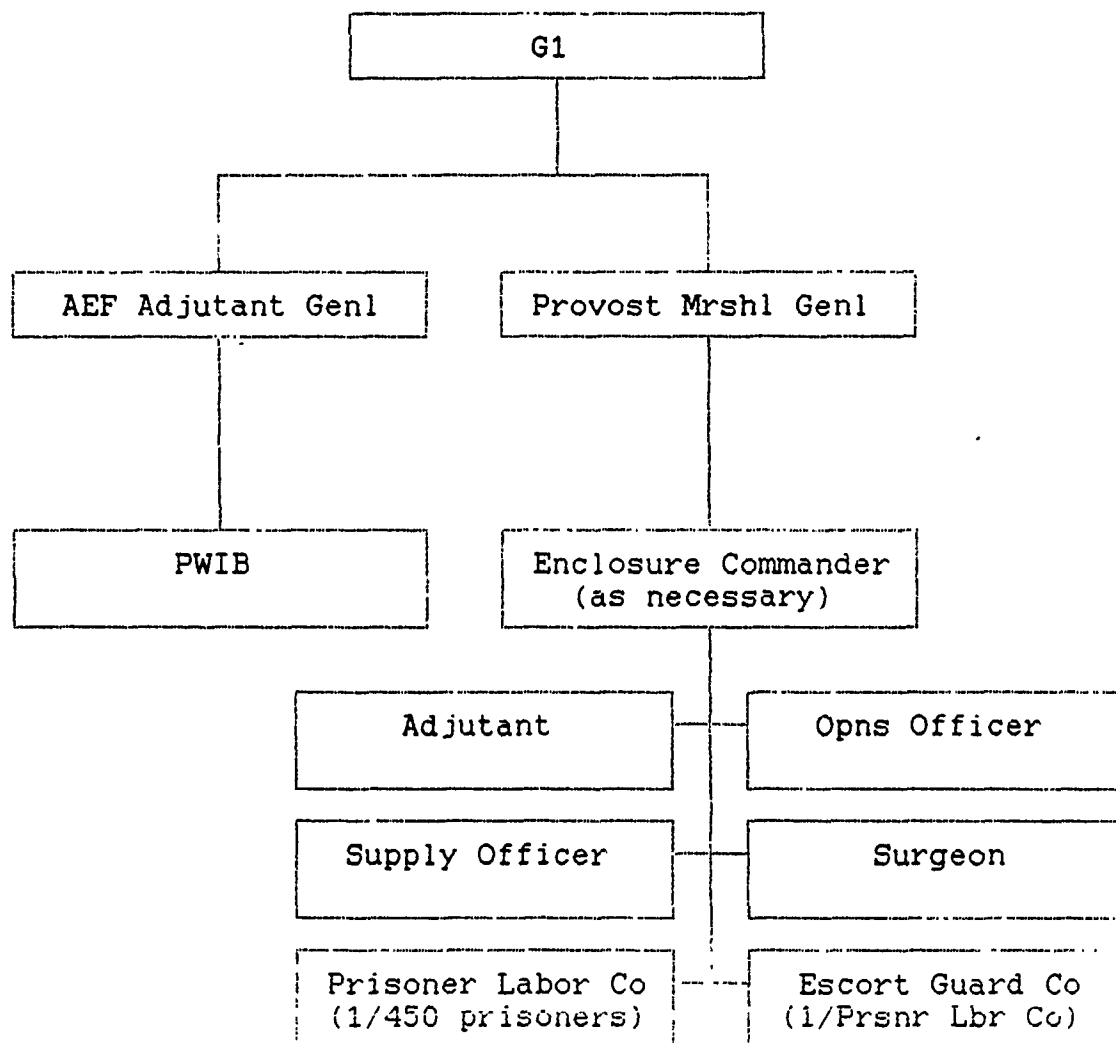 G1
AEF Adjutant Genl
Provost Mrshl Genl
PWIB
Enclosure Commander
(as necessary)
Adjutant
Opns Officer
Supply Officer
Surgeon
Prisoner Labor Co
(1/450 prisoners)
Escort Guard Co
(1/Prsnr Lbr Co)